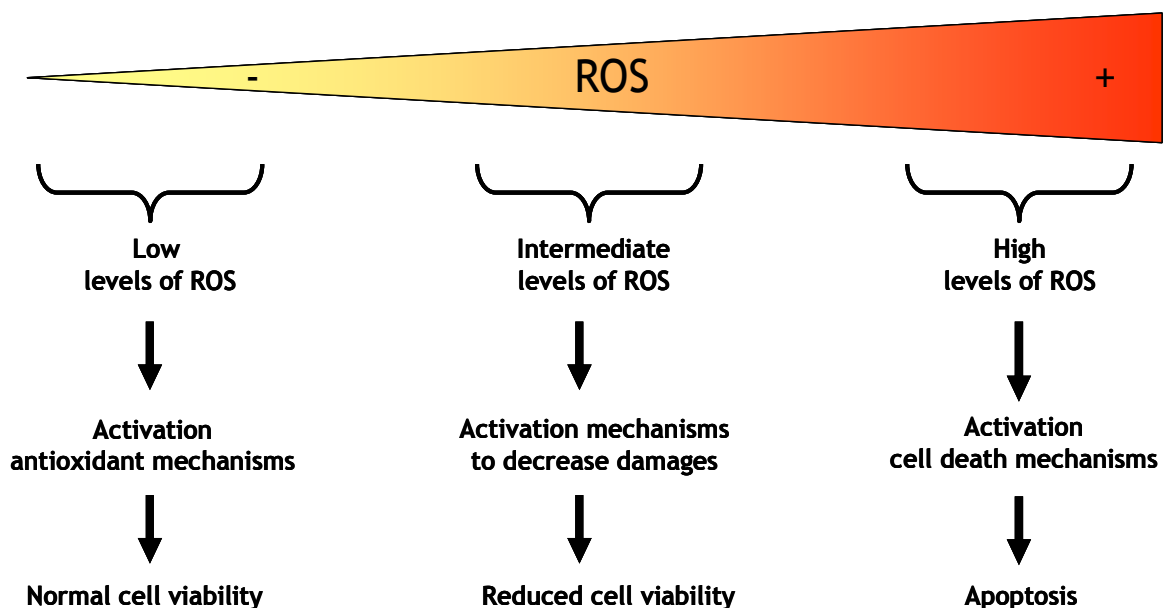 - ROS +
Low
levels of ROS
Intermediate
levels of ROS
High
levels of ROS
Activation
antioxidant mechanisms
Activation mechanisms
to decrease damages
Activation
cell death mechanisms
Normal cell viability
Reduced cell viability
Apoptosis